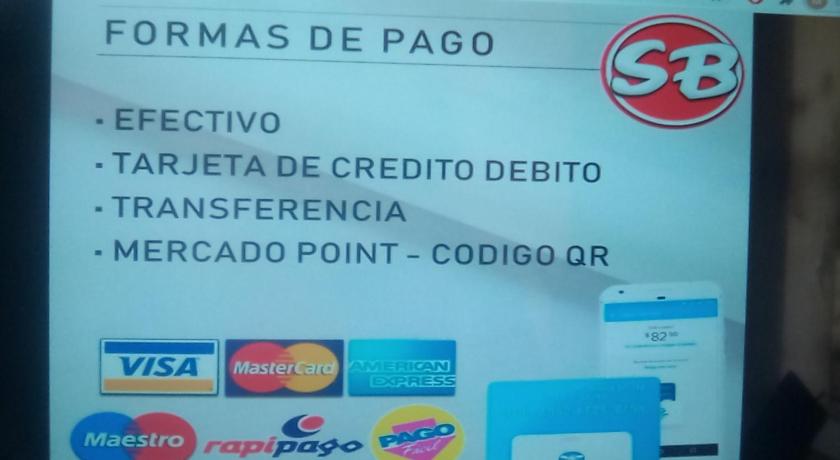 FORMAS DE PAGO
SB
▪ EFECTIVO
▪ TARJETA DE CREDITO DEBITO
▪ TRANSFERENCIA
▪ MERCADO POINT - CODIGO QR
$82
VISA
MasterCard
AMERICAN
EXPRESS
Maestro
rapipago
PAGO
Fácil